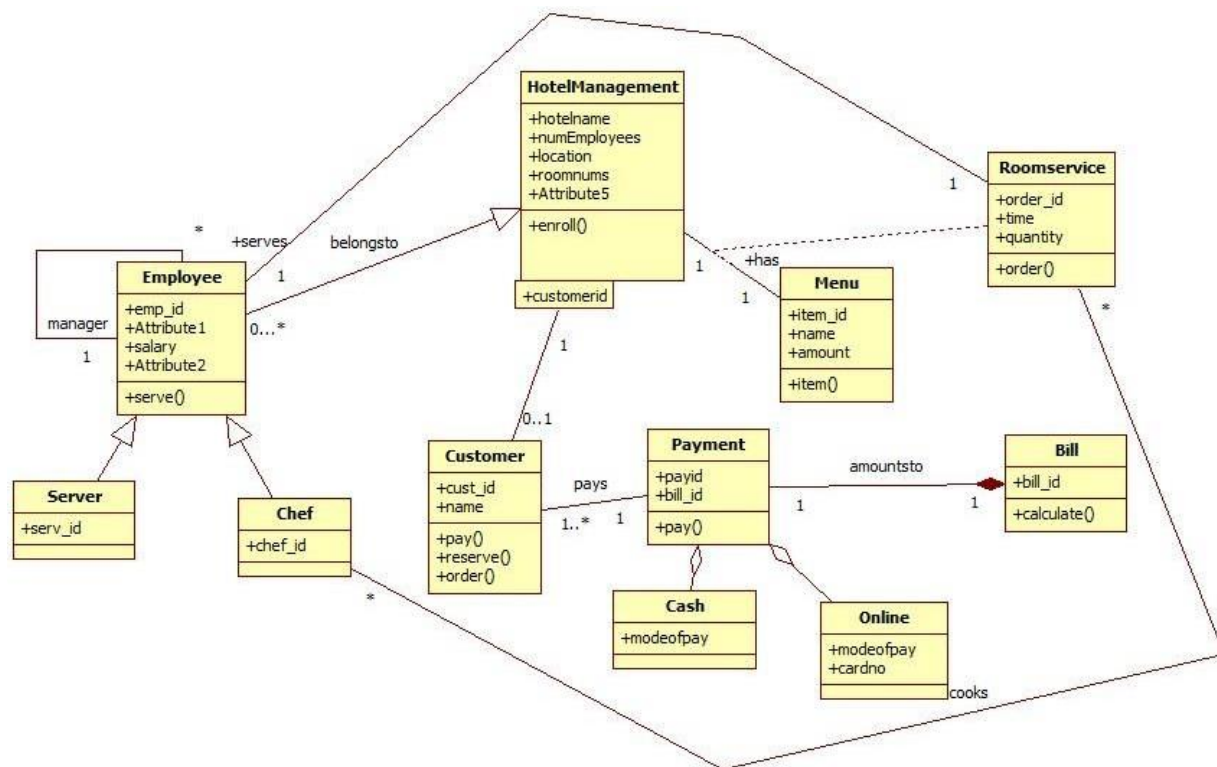 HotelManagement
+hotelname
+numEmployees
+location
+roomnums
+Attribute5
+enroll()
+customerid
Roomservice
+order_id
+time
+quantity
+order()
1
*
+serves
1
belongsto
0...*
*
manager
1
Employee
+emp_id
+Attribute1
+salary
+Attribute2
+serve()
1
+has
1
Menu
+item_id
+name
+amount
+item()
*
1
0..1
Customer
+cust_id
+name
+pay()
+reserve()
+order()
pays
1..*
1
Payment
+payid
+bill_id
+pay()
amountsto
1
1
Bill
+bill_id
+calculate()
Server
+serv_id
Chef
+chef_id
Cash
+modeofpay
Online
+modeofpay
+cardno
cooks